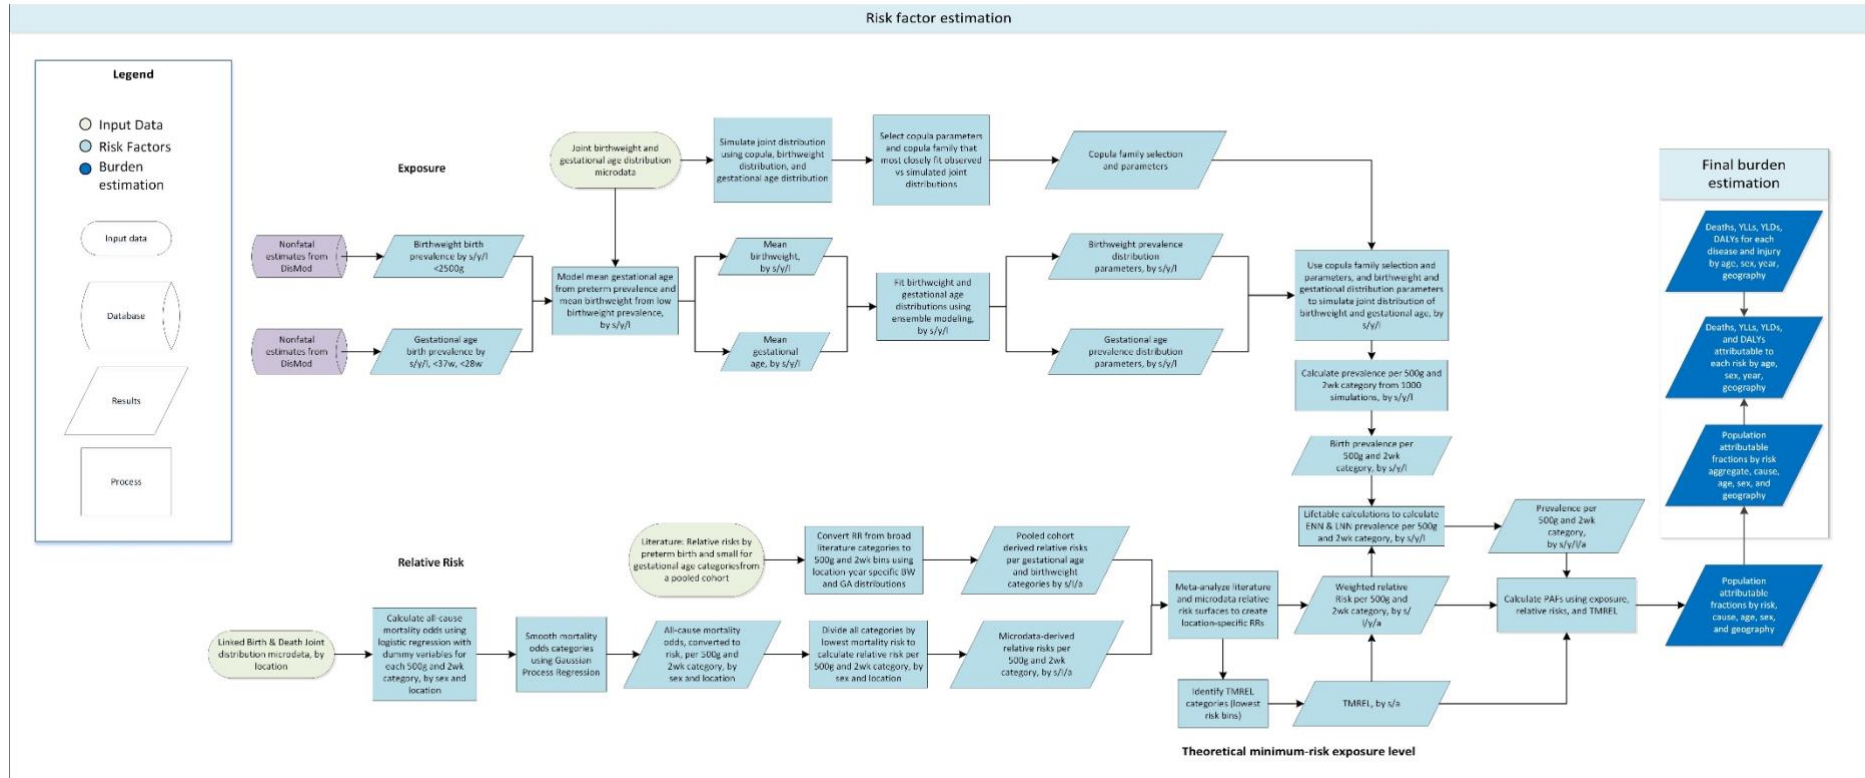 Risk factor estimation
Legend
Input Data
Risk Factors
Burden
estimation
Input data
Database
Results
Process
Exposure
Joint birthweight and
gestational age distribution
microdata
Simulate joint distribution
using copula, birthweight
distribution, and
gestational age distribution
Select copula parameters
and copula family that
most closely fit observed
vs simulated joint
distributions
Copula family selection
and parameters
Nonfatal
estimates from
DisMod
Birthweight birth
prevalence by s/y/l
<2500g
Nonfatal
estimates from
DisMod
Gestational age
birth prevalence by
s/y/l, <37w, <28w
Model mean gestational age
from preterm prevalence and
mean birthweight from low
birthweight prevalence,
by s/y/l
Mean
birthweight,
by s/y/l
Mean
gestational
age, by s/y/l
Fit birthweight and
gestational age
distributions using
ensemble modeling,
by s/y/l
Birthweight prevalence
distribution
parameters, by s/y/l
Gestational age
prevalence distribution
parameters, by s/y/l
Use copula family selection and
parameters, and birthweight and
gestational distribution parameters
to simulate joint distribution of
birthweight and gestational age, by
s/y/l
Calculate prevalence per 500g and
2wk category from 1000
simulations, by s/y/l
Birth prevalence per
500g and 2wk
category, by s/y/l
Lifetable calculations to calculate
ENN & LNN prevalence per 500g
and 2wk category, by s/y/l
Prevalence per
500g and 2wk
category,
by s/y/l/a
Relative Risk
Literature: Relative risks by
preterm birth and small for
gestational age categoriesfrom
a pooled cohort
Convert RR from broad
literature categories to
500g and 2wk bins using
location-year specific BW
and GA distributions
Pooled cohort
derived relative risks
per gestational age
and birthweight
categories by s/l/a
Linked Birth & Death Joint
distribution microdata, by
location
Calculate all-cause
mortality odds using
logistic regression with
dummy variables for
each 500g and 2wk
category, by sex and
location
Smooth mortality
odds categories
using Gaussian
Process Regression
All-cause mortality
odds, converted to
risk, per 500g and
2wk category, by
sex and location
Divide all categories by
lowest mortality risk to
calculate relative risk per
500g and 2wk category, by
sex and location
Microdata-derived
relative risks per
500g and 2wk
category, by s/l/a
Meta-analyze literature
and microdata relative
risk surfaces to create
location-specific RRs
Weighted relative
Risk per 500g and
2wk category, by s/
l/y/a
Calculate PAFs using exposure,
relative risks, and TMREL
Identify TMREL
categories (lowest
risk bins)
TMREL, by s/a
Theoretical minimum-risk exposure level
Final burden
estimation
Deaths, YLLs, YLDs,
DALYs for each
disease and injury
by age, sex, year,
geography
Deaths, YLLs, YLDs,
and DALYs
attributable to
each risk by age,
sex, year,
geography
Population
attributable
fractions by risk
aggregate, cause,
age, sex, and
geography
Population
attributable
fractions by risk,
cause, age, sex,
and geography